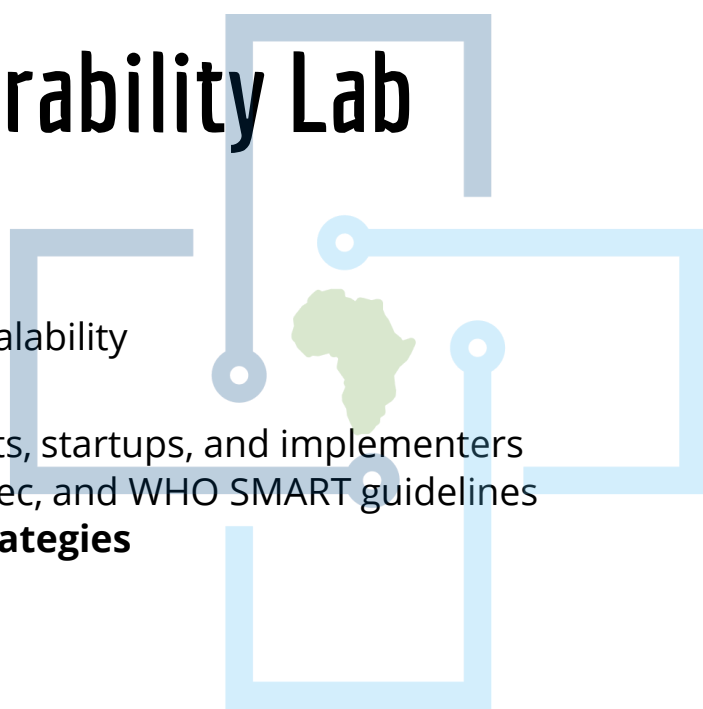 rability Lab
alability
ts, startups, and implementers
ec, and WHO SMART guidelines
ategies